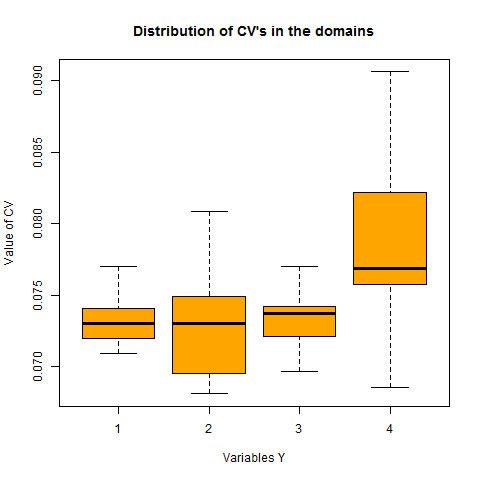 Distribution of CV's in the domains
Value of CV
0.090
0.085
0.080
0.075
0.070
1 2 3 4
Variables Y